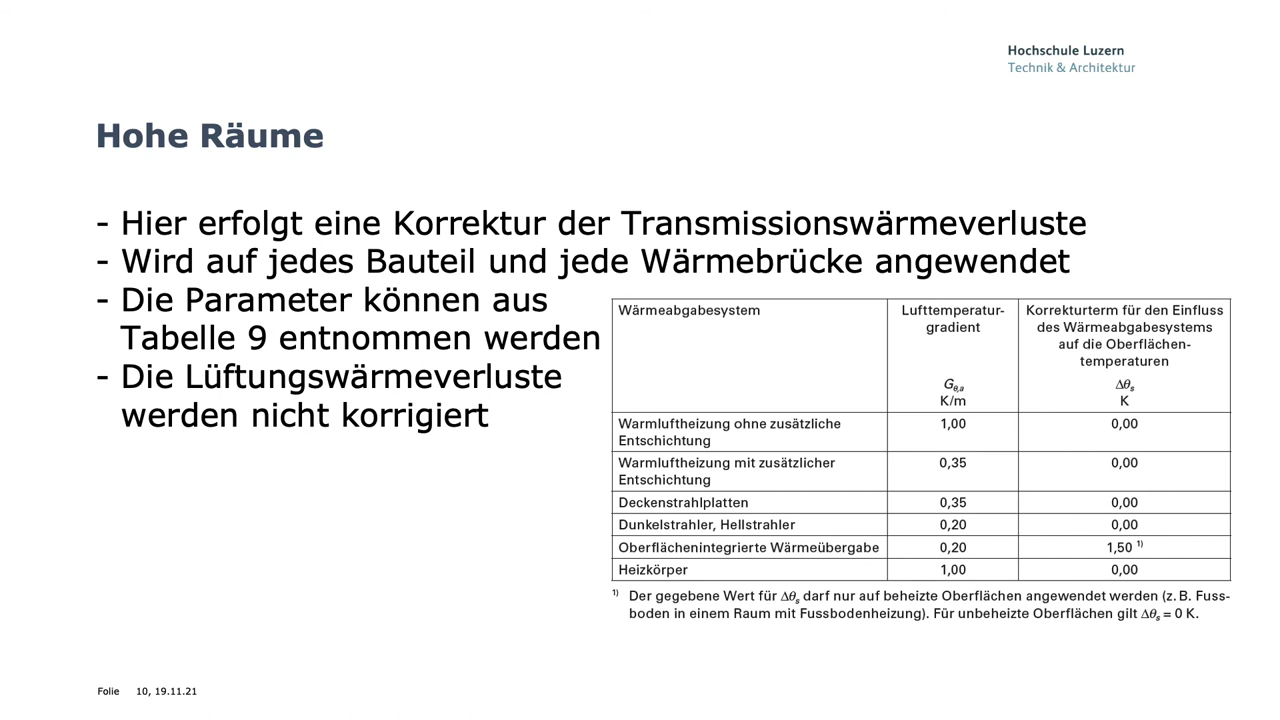 Hochschule Luzern
Technik & Architektur
Hohe Räume
- Hier erfolgt eine Korrektur der Transmissionswärmeverluste
- Wird auf jedes Bauteil und jede Wärmebrücke angewendet
- Die Parameter können aus
Tabelle 9 entnommen werden
- Die Lüftungswärmeverluste
werden nicht korrigiert
Wärmeabgabesystem
Lufttemperatur-
gradient
G_θ,a
K/m
Korrekturterm für den Einfluss
des Wärmeabgabesystems
auf die Oberflächen-
temperaturen
Δθ_s
K
Warmluftheizung ohne zusätzliche
Entschichtung
1,00
0,00
Warmluftheizung mit zusätzlicher
Entschichtung
0,35
0,00
Deckenstrahlplatten
0,35
0,00
Dunkelstrahler, Hellstrahler
0,20
0,00
Oberflächenintegrierte Wärmeübergabe
0,20
1,50 ¹⁾
Heizkörper
1,00
0,00
¹⁾ Der gegebene Wert für Δθ_s darf nur auf beheizte Oberflächen angewendet werden (z. B. Fuss-
boden in einem Raum mit Fussbodenheizung). Für unbeheizte Oberflächen gilt Δθ_s = 0 K.
Folie 10, 19.11.21